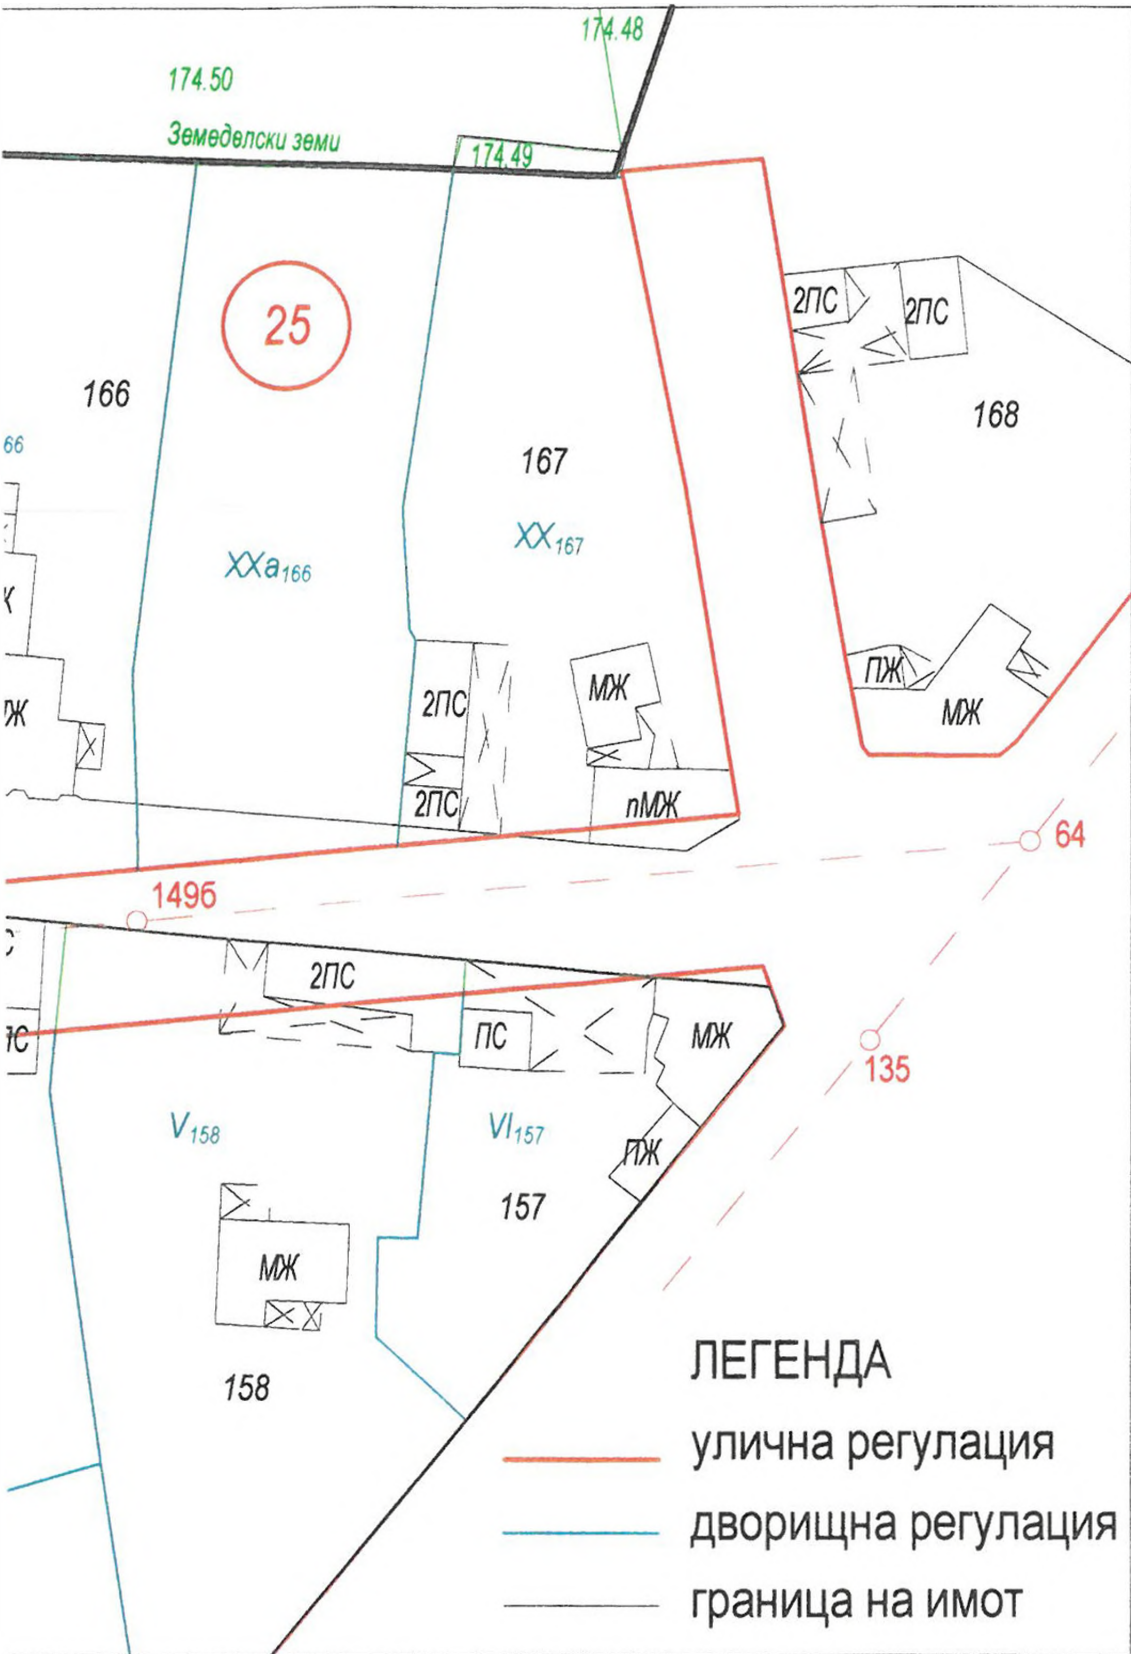 174.48
174.50
Земеделски земи
174.49
25
2ПС
2ПС
166
168
66
167
XX167
XXа166
ПЖ
МЖ
МЖ
2ПС
2ПС
пМЖ
64
149б
2ПС
ПС
МЖ
135
V158
VI157
ПЖ
157
МЖ
158
ЛЕГЕНДА
улична регулация
дворищна регулация
граница на имот